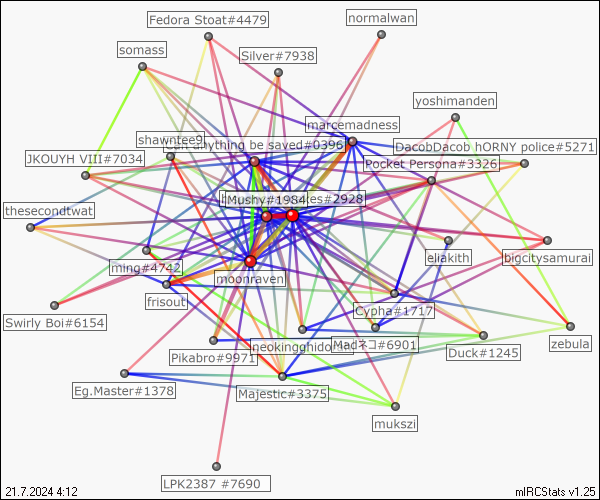 Fedora Stoat#4479
normalwan
somass
Silver#7938
yoshimanden
marcemadness
shawntee9
anything be saved#0396
DacobDacob hORNY police#5271
JKOUYH VIII#7034
Pocket Persona#3326
Mushy#1984
es#2928
thesecondtwat
eliakith
bigcitysamurai
ming#4742
moonraven
frisout
Cypha#1717
Swirly Boi#6154
neokingghidor
Madネコ#6901
zebula
Pikabro#9971
Duck#1245
Eg.Master#1378
Majestic#3375
mukszi
LPK2387 #7690
21.7.2024 4:12
mIRCStats v1.25